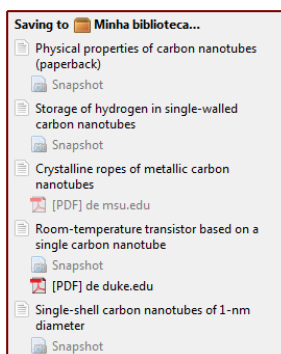 Saving to Minha biblioteca...
Physical properties of carbon nanotubes
(paperback)
Snapshot
Storage of hydrogen in single-walled
carbon nanotubes
Snapshot
Crystalline ropes of metallic carbon
nanotubes
[PDF] de msu.edu
Room-temperature transistor based on a
single carbon nanotube
Snapshot
[PDF] de duke.edu
Single-shell carbon nanotubes of 1-nm
diameter
Snapshot